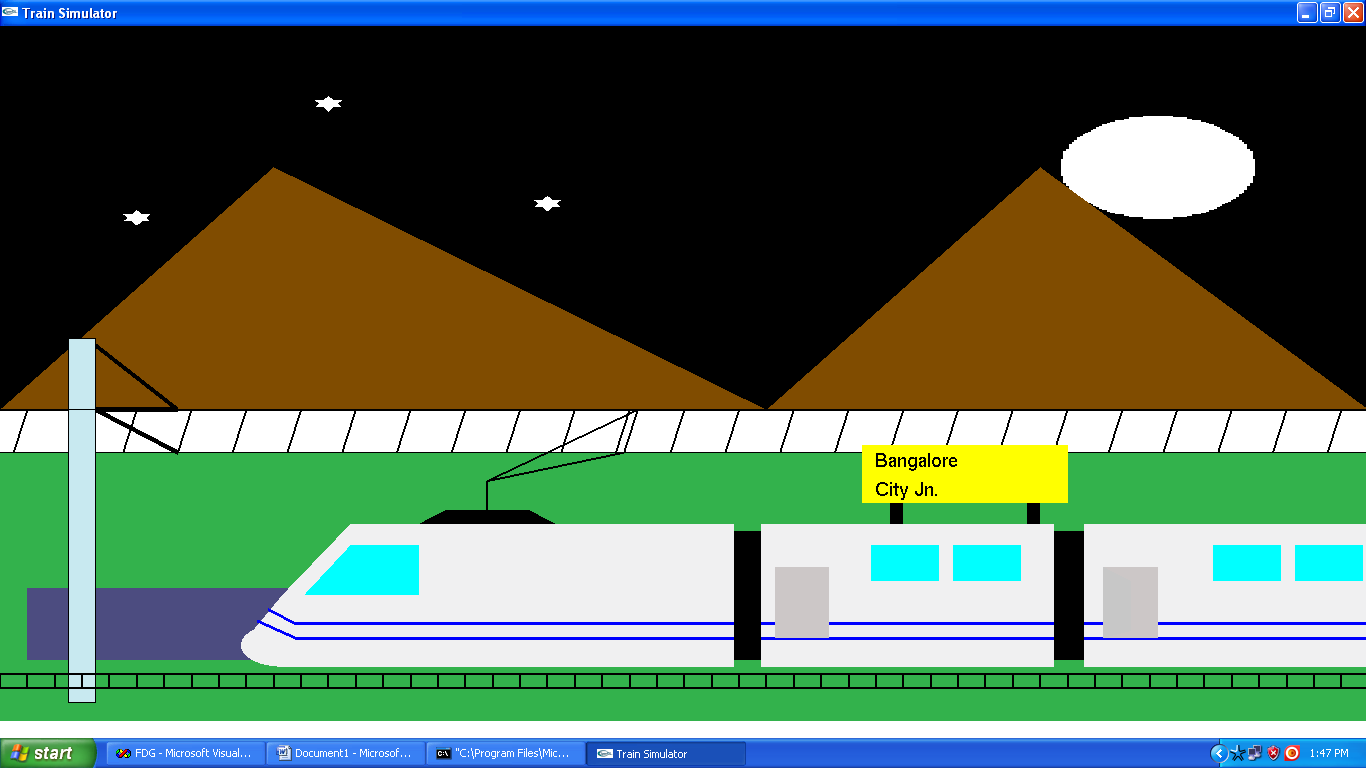 Train Simulator
Bangalore
City Jn.
start
FDG - Microsoft Visual...
Document1 - Microsof...
"C:\Program Files\Mic...
Train Simulator
1:47 PM